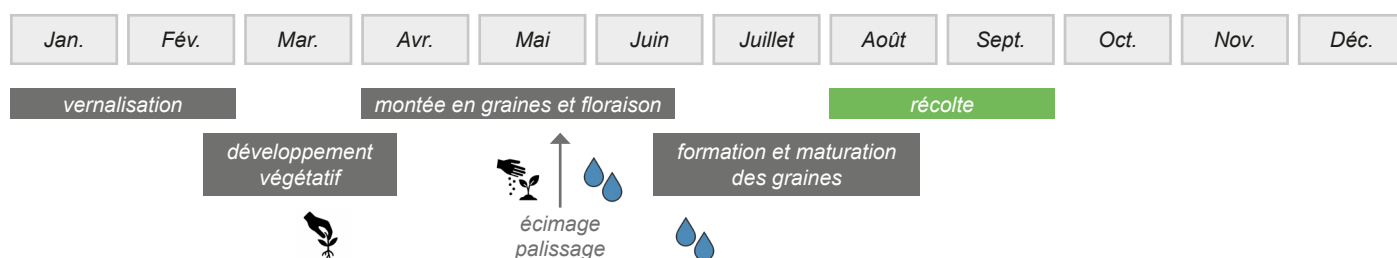 Jan. Fév. Mar. Avr. Mai Juin Juillet Août Sept. Oct. Nov. Déc.
vernalisation montée en graines et floraison récolte
développement
végétatif
formation et maturation
des graines
écimage
palissage